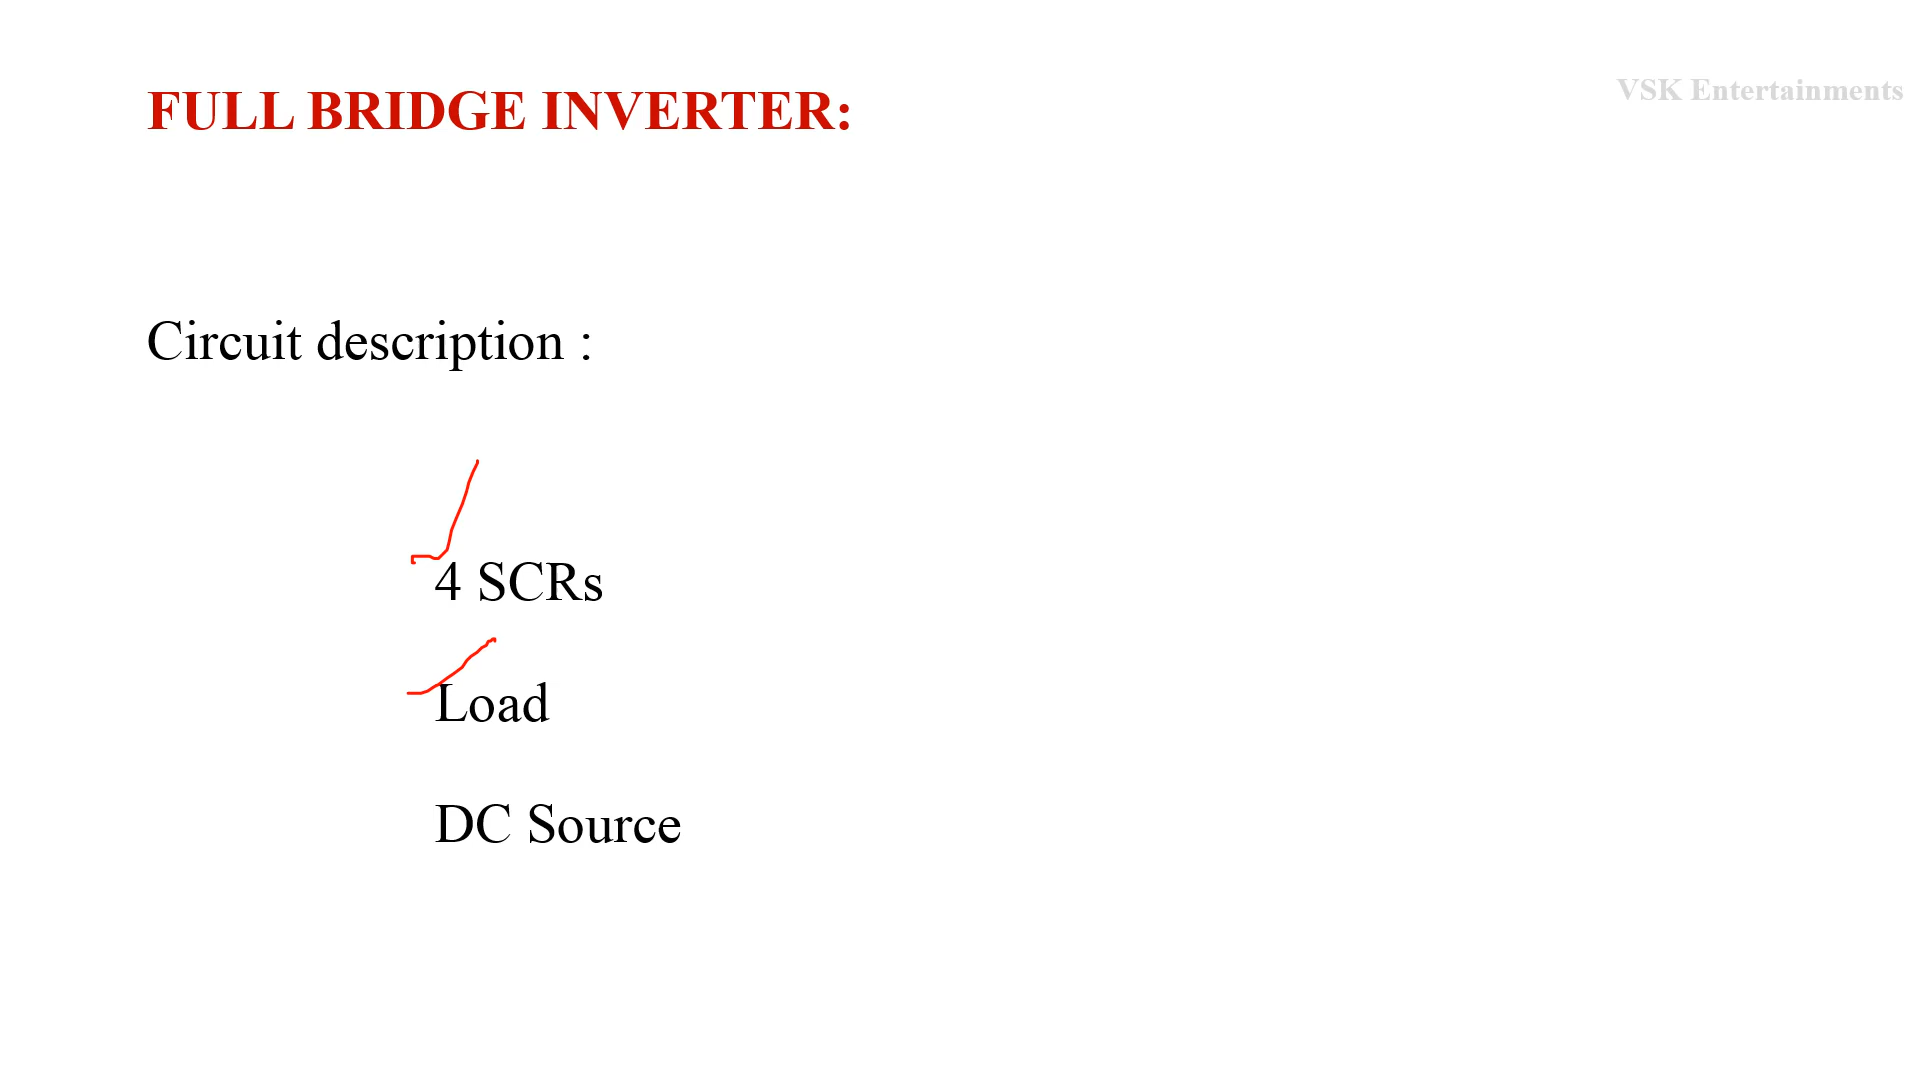 FULL BRIDGE INVERTER:
VSK Entertainments
Circuit description :
4 SCRs
Load
DC Source